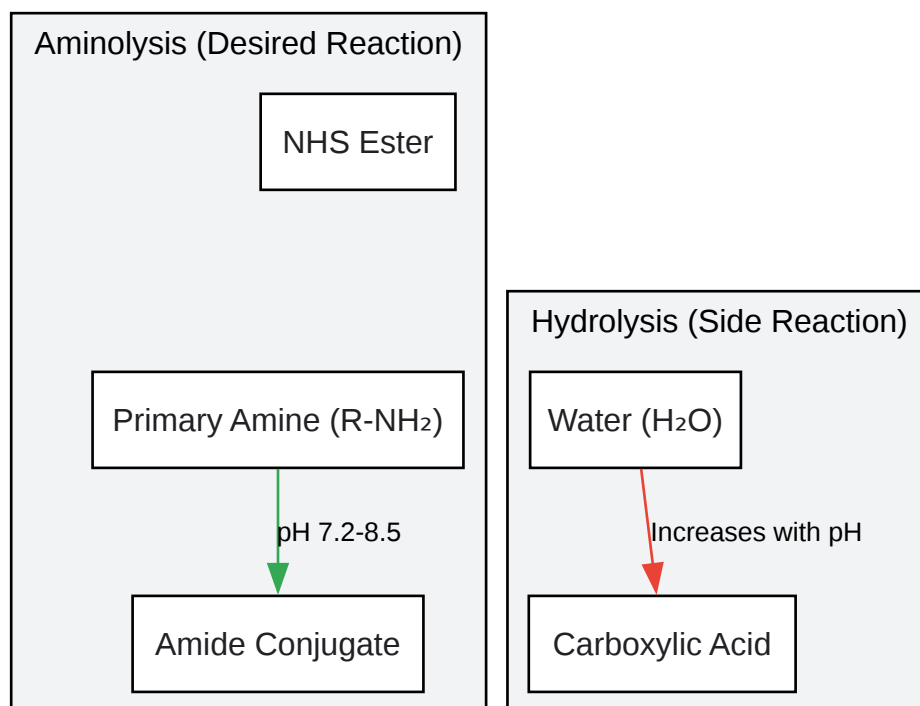 Aminolysis (Desired Reaction)
NHS Ester
Primary Amine (R-NH₂)
pH 7.2-8.5
Amide Conjugate
Hydrolysis (Side Reaction)
Water (H₂O)
Increases with pH
Carboxylic Acid